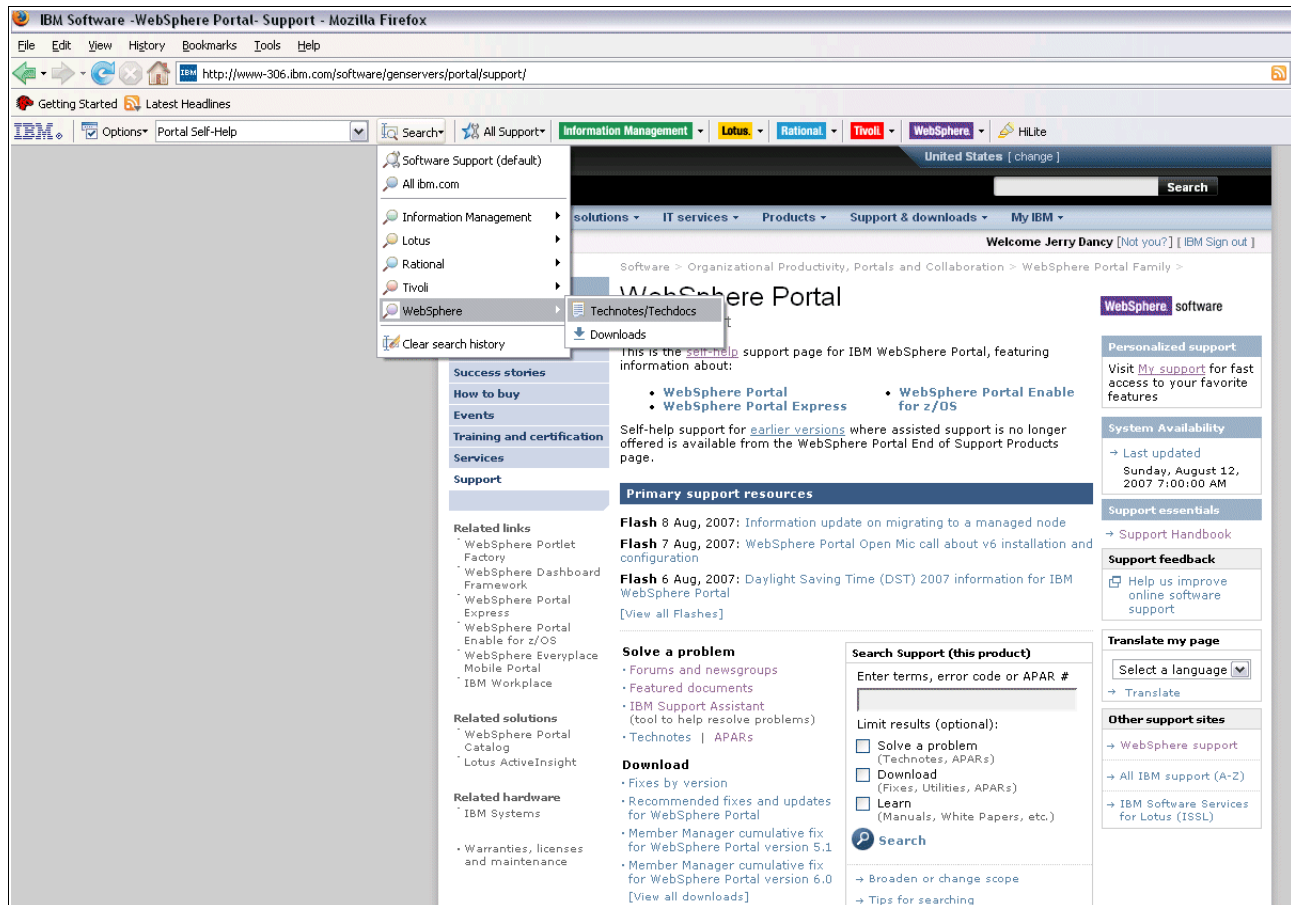 IBM Software -WebSphere Portal- Support - Mozilla Firefox
File Edit View History Bookmarks Tools Help
IBM http://www-306.ibm.com/software/genservers/portal/support/
Getting Started Latest Headlines
IBM® Options Portal Self-Help Search All Support Information Management Lotus. Rational. Tivoli. WebSphere. HiLite
Software Support (default)
All ibm.com
Information Management
Lotus
Rational
Tivoli
WebSphere
Clear search history
Technotes/Techdocs
Downloads
United States [ change ]
Search
solutions IT services Products Support & downloads My IBM
Welcome Jerry Dancy [Not you?] [ IBM Sign out ]
Software > Organizational Productivity, Portals and Collaboration > WebSphere Portal Family >
WebSphere Portal
Success stories
How to buy
Events
Training and certification
Services
Support
Related links
WebSphere Portlet
Factory
WebSphere Dashboard
Framework
WebSphere Portal
Express
WebSphere Portal
Enable for z/OS
WebSphere Everyplace
Mobile Portal
IBM Workplace
Related solutions
WebSphere Portal
Catalog
Lotus ActiveInsight
Related hardware
IBM Systems
Warranties, licenses
and maintenance
This is the self-help support page for IBM WebSphere Portal, featuring
information about:
• WebSphere Portal
• WebSphere Portal Express
• WebSphere Portal Enable
for z/OS
Self-help support for earlier versions where assisted support is no longer
offered is available from the WebSphere Portal End of Support Products
page.
Primary support resources
Flash 8 Aug, 2007: Information update on migrating to a managed node
Flash 7 Aug, 2007: WebSphere Portal Open Mic call about v6 installation and
configuration
Flash 6 Aug, 2007: Daylight Saving Time (DST) 2007 information for IBM
WebSphere Portal
[View all Flashes]
Solve a problem
· Forums and newsgroups
· Featured documents
· IBM Support Assistant
(tool to help resolve problems)
· Technotes | APARs
Download
· Fixes by version
· Recommended fixes and updates
for WebSphere Portal
· Member Manager cumulative fix
for WebSphere Portal version 5.1
· Member Manager cumulative fix
for WebSphere Portal version 6.0
[View all downloads]
Search Support (this product)
Enter terms, error code or APAR #
Limit results (optional):
Solve a problem
(Technotes, APARs)
Download
(Fixes, Utilities, APARs)
Learn
(Manuals, White Papers, etc.)
Search
→ Broaden or change scope
→ Tips for searching
WebSphere. software
Personalized support
Visit My support for fast
access to your favorite
features
System Availability
→ Last updated
Sunday, August 12,
2007 7:00:00 AM
Support essentials
→ Support Handbook
Support feedback
Help us improve
online software
support
Translate my page
Select a language
→ Translate
Other support sites
→ WebSphere support
→ All IBM support (A-Z)
→ IBM Software Services
for Lotus (ISSL)